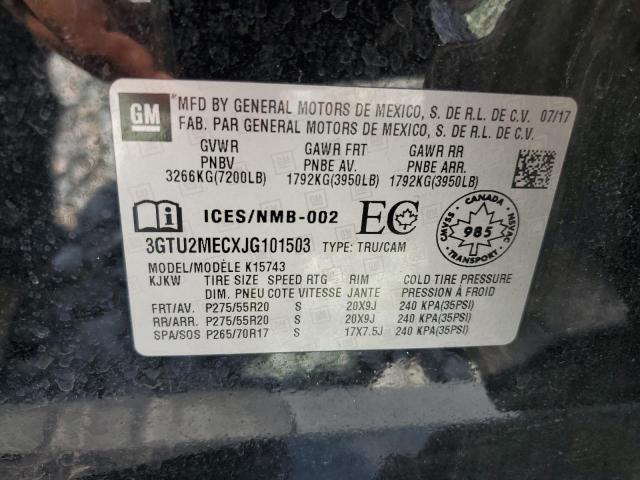 GM
*MFD BY GENERAL MOTORS DE MEXICO, S. DE R.L. DE C.V. 07/17
FAB. PAR GENERAL MOTORS DE MEXICO, S. DE R.L. DE C.V.
GVWR GAWR FRT GAWR RR
PNBV PNBE AV. PNBE ARR.
3266KG(7200LB) 1792KG(3950LB) 1792KG(3950LB)
ICES/NMB-002 EC
CANADA
CMVSS NSVAC
985
TRANSPORT
3GTU2MECXJG101503 TYPE: TRU/CAM
MODEL/MODÈLE K15743
KJKW TIRE SIZE SPEED RTG RIM COLD TIRE PRESSURE
DIM. PNEU COTE VITESSE JANTE PRESSION À FROID
FRT/AV. P275/55R20 S 20X9J 240 KPA(35PSI)
RR/ARR. P275/55R20 S 20X9J 240 KPA(35PSI)
SPA/SOS P265/70R17 S 17X7.5J 240 KPA(35PSI)